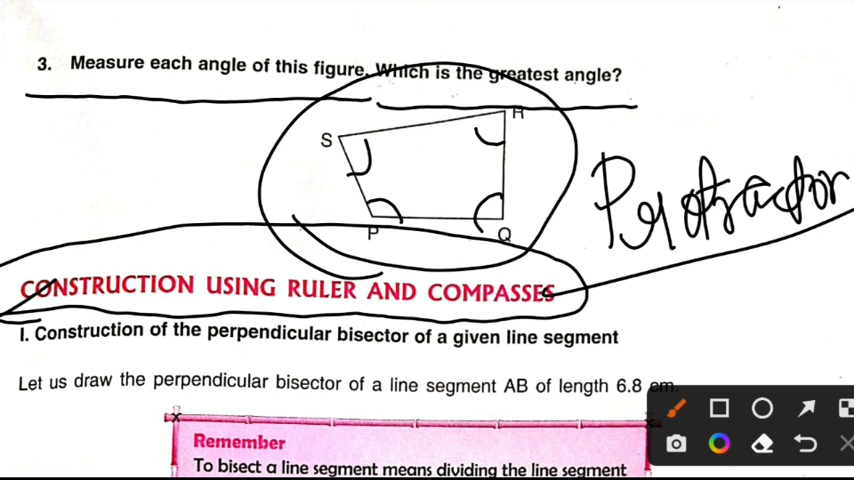 3. Measure each angle of this figure. Which is the greatest angle?
R
S
P
Q
Protractor
CONSTRUCTION USING RULER AND COMPASSES
I. Construction of the perpendicular bisector of a given line segment
Let us draw the perpendicular bisector of a line segment AB of length 6.8 cm.
Remember
To bisect a line segment means dividing the line segment